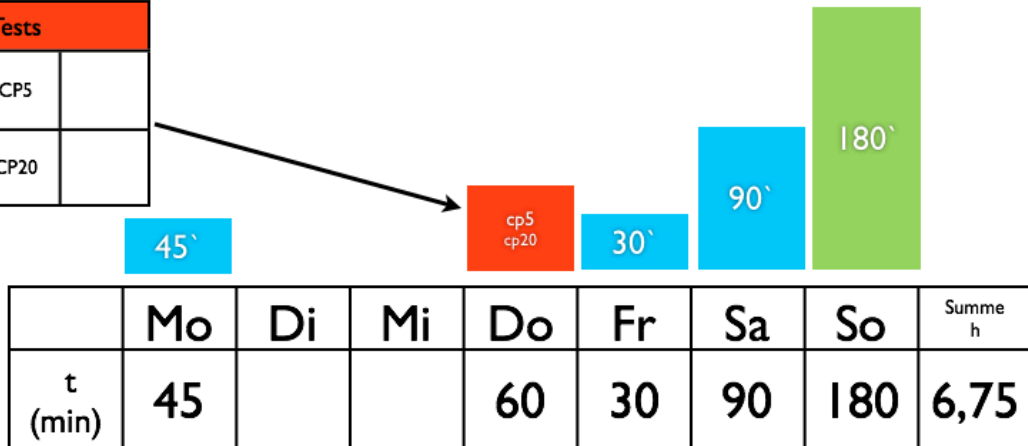 Tests
CP5
CP20
180`
90`
cp5
cp20
30`
45`
Mo Di Mi Do Fr Sa So Summe
h
t
(min) 45 60 30 90 180 6,75